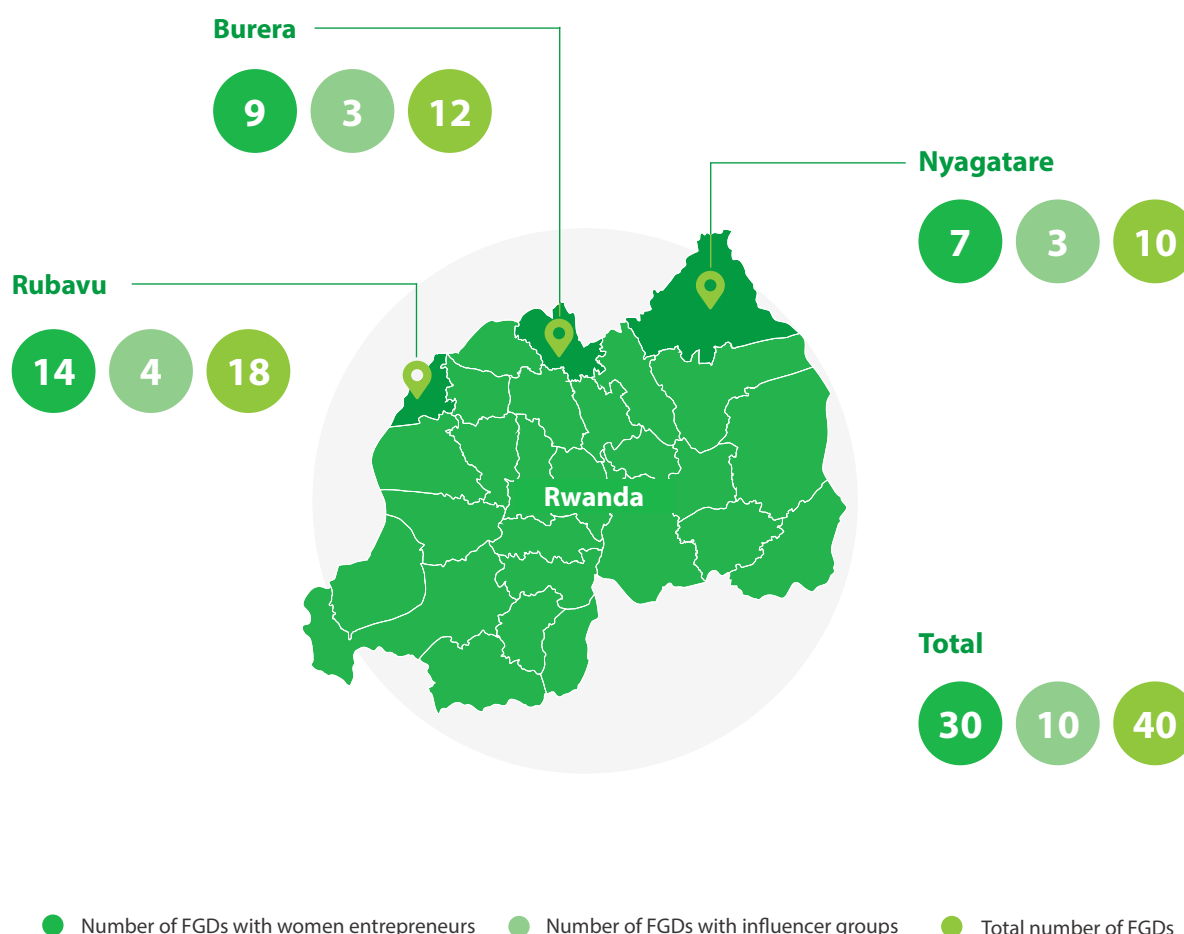 Burera
9 3 12
Nyagatare
7 3 10
Rubavu
14 4 18
Rwanda
Total
30 10 40
Number of FGDs with women entrepreneurs
Number of FGDs with influencer groups
Total number of FGDs